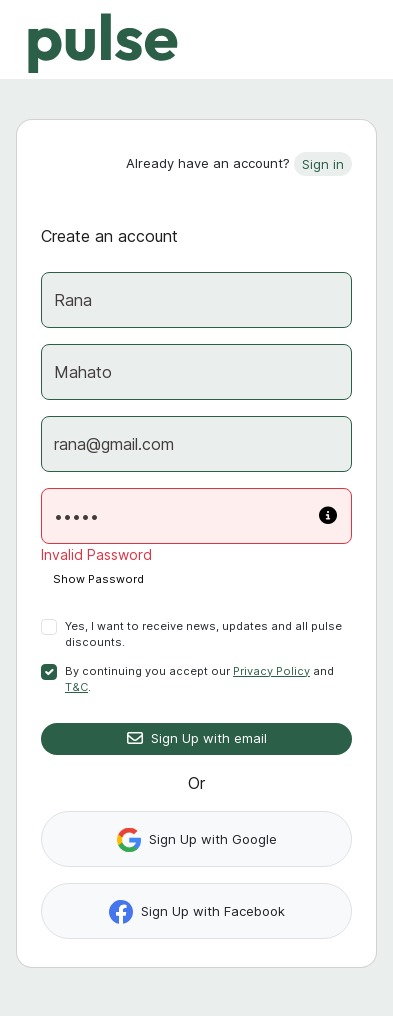 pulse
Already have an account? Sign in
Create an account
Rana
Mahato
rana@gmail.com
•••••
Invalid Password
Show Password
Yes, I want to receive news, updates and all pulse
discounts.
By continuing you accept our Privacy Policy and
T&C.
Sign Up with email
Or
Sign Up with Google
Sign Up with Facebook